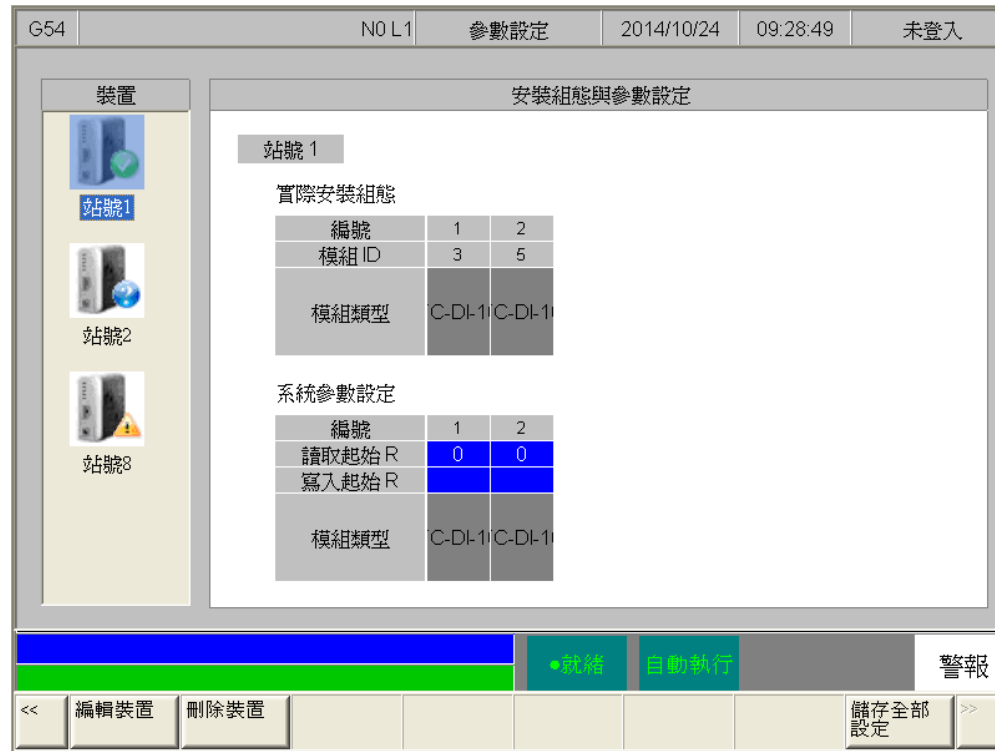 G54 N0 L1 參數設定 2014/10/24 09:28:49 未登入
裝置
安裝組態與參數設定
站號1
站號2
站號8
站號 1
實際安裝組態
編號 1 2
模組 ID 3 5
模組類型 C-DI-1 C-DI-1
系統參數設定
編號 1 2
讀取起始 R 0 0
寫入起始 R
模組類型 C-DI-1 C-DI-1
●就緒 自動執行 警報
<< 編輯裝置 刪除裝置 儲存全部 >>
設定